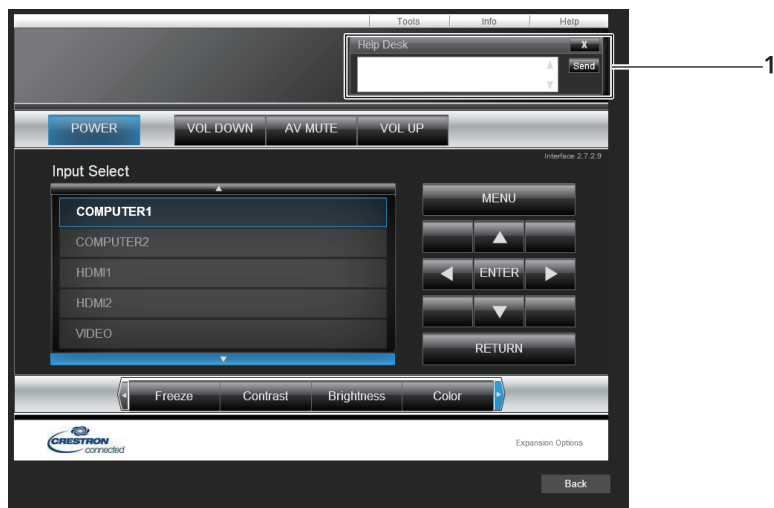 Tools Info Help
Help Desk X
Send
1
POWER VOL DOWN AV MUTE VOL UP
Interface 2.7.2.9
Input Select
COMPUTER1
MENU
COMPUTER2
HDMI1
ENTER
HDMI2
VIDEO
RETURN
Freeze Contrast Brightness Color
CRESTRON
connected
Expansion Options
Back